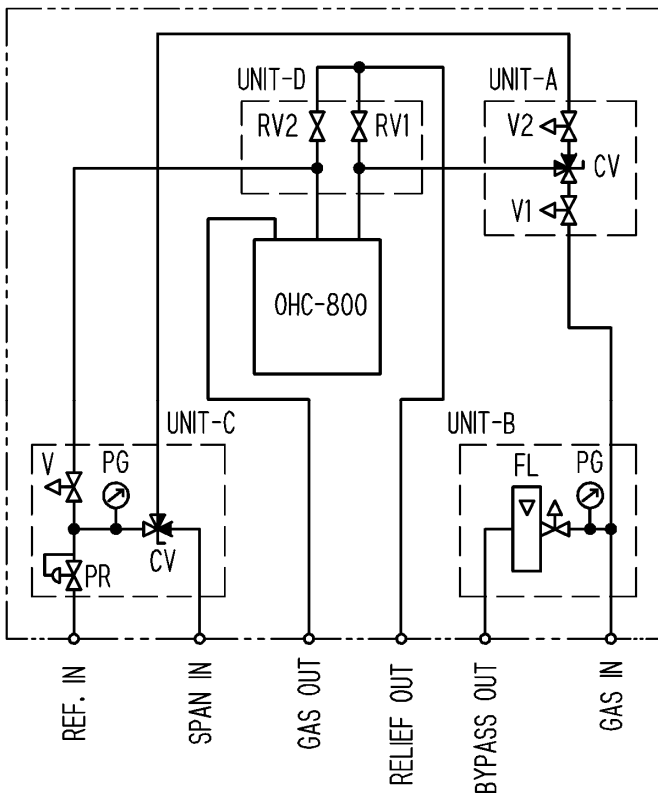 UNIT-D
UNIT-A
RV2
RV1
V2
CV
V1
OHC-800
UNIT-C
UNIT-B
V
PG
FL
PG
CV
PR
REF. IN
SPAN IN
GAS OUT
RELIEF OUT
BYPASS OUT
GAS IN